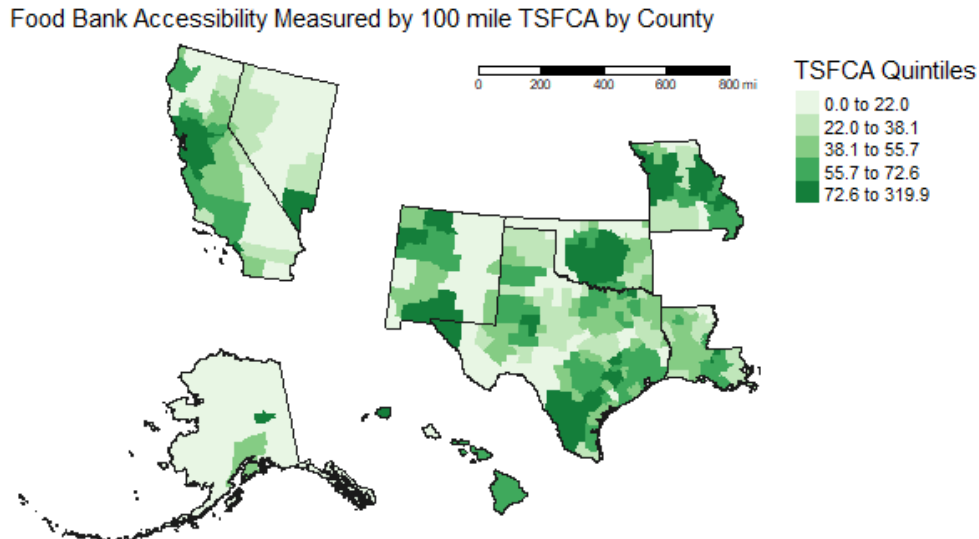 Food Bank Accessibility Measured by 100 mile TSFCA by County
0 200 400 600 800 mi
TSFCA Quintiles
0.0 to 22.0
22.0 to 38.1
38.1 to 55.7
55.7 to 72.6
72.6 to 319.9